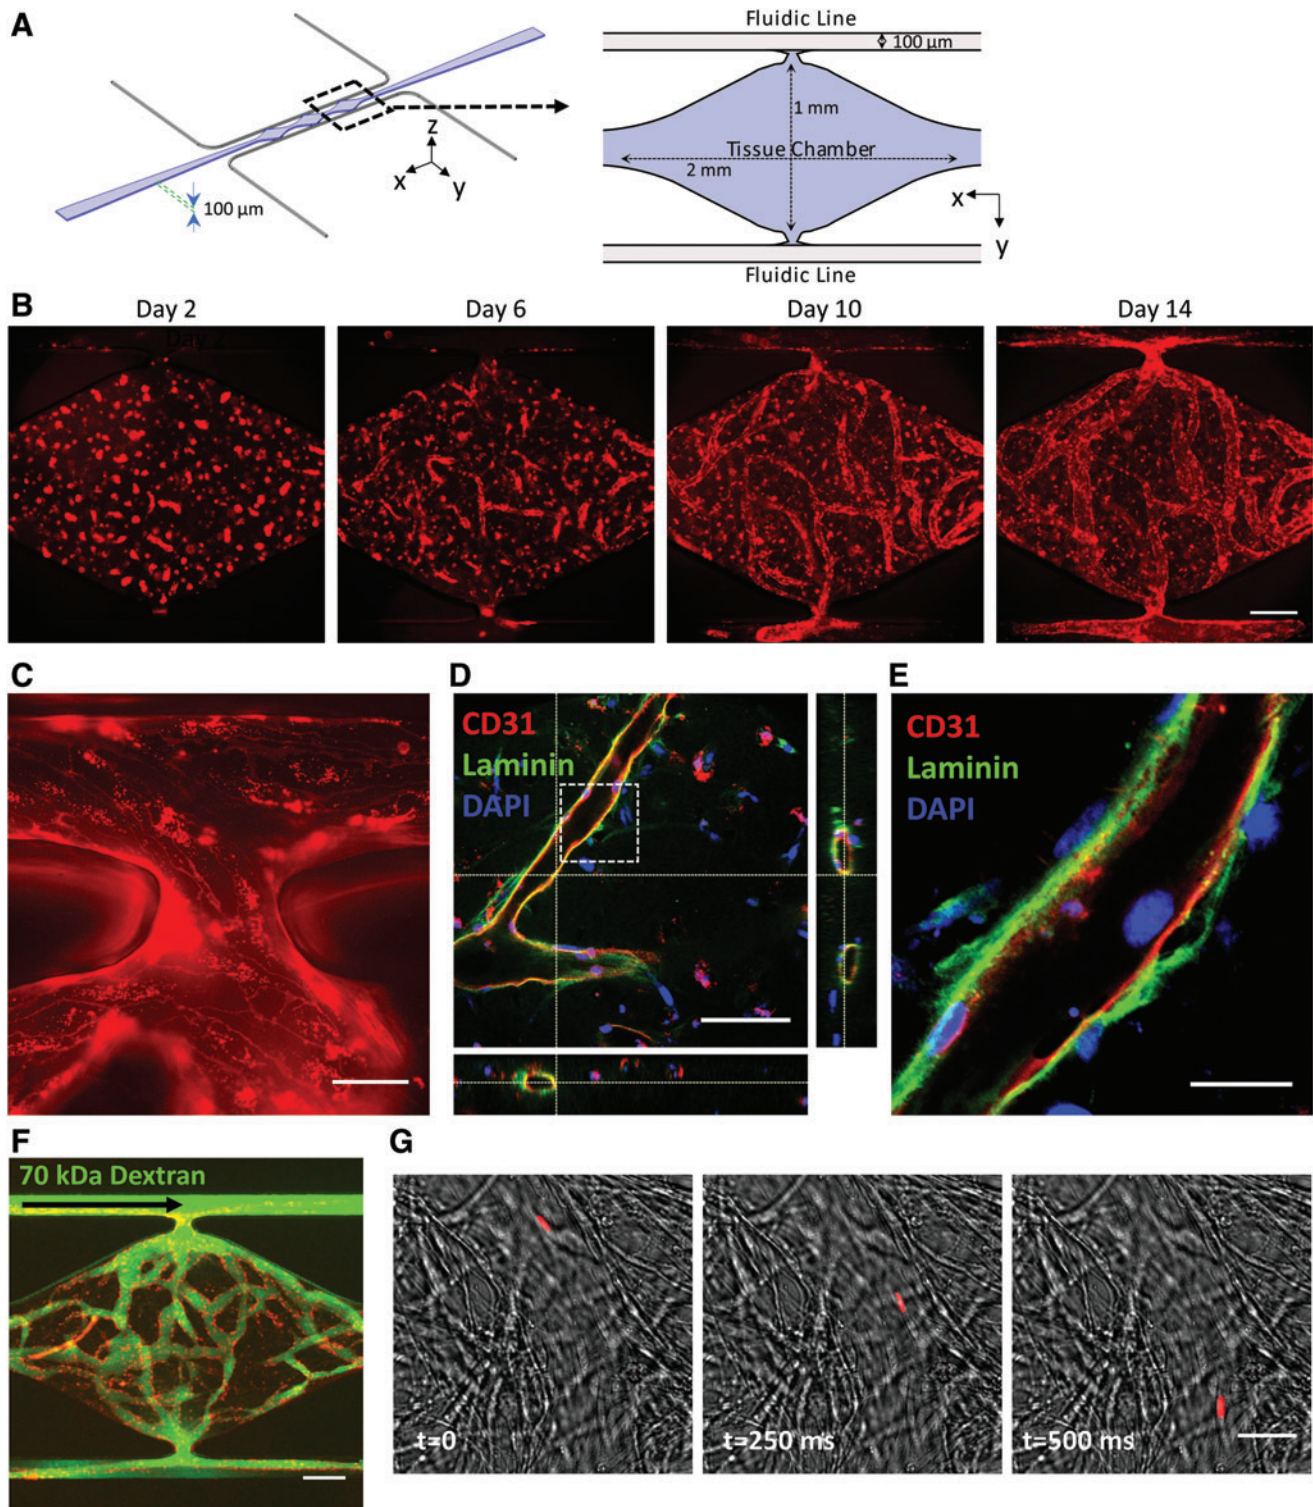 A
Fluidic Line
100 µm
1 mm
Tissue Chamber
2 mm
z
x
y
100 µm
x
y
Fluidic Line
B
Day 2
Day 6
Day 10
Day 14
Day 2
C
D
E
CD31
Laminin
DAPI
CD31
Laminin
DAPI
F
G
70 kDa Dextran
t=0
t=250 ms
t=500 ms